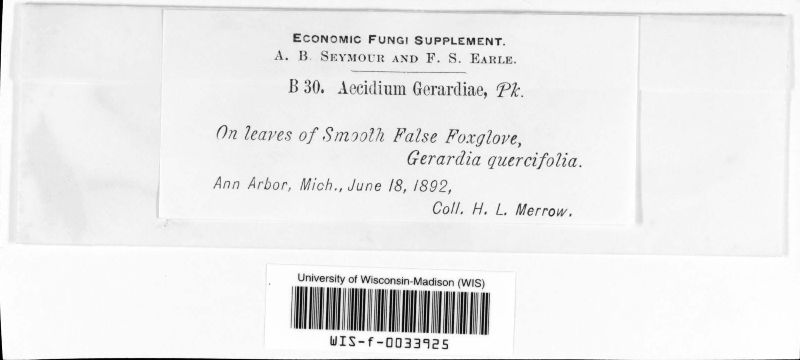 ECONOMIC FUNGI SUPPLEMENT.
A. B. SEYMOUR AND F. S. EARLE.
B 30. Aecidium Gerardiae, Pk.
On leaves of Smooth False Foxglove,
Gerardia quercifolia.
Ann Arbor, Mich., June 18, 1892,
Coll. H. L. Merrow.
University of Wisconsin-Madison (WIS)
WIS-f-0033925